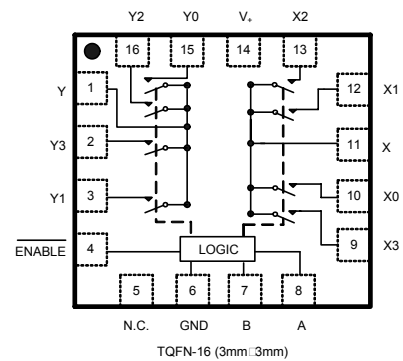 Y2 Y0 V+ X2
16 15 14 13
Y 1 12 X1
Y3 2 11 X
Y1 3 10 X0
ENABLE 4 LOGIC 9 X3
5 6 7 8
N.C. GND B A
TQFN-16 (3mm□3mm)